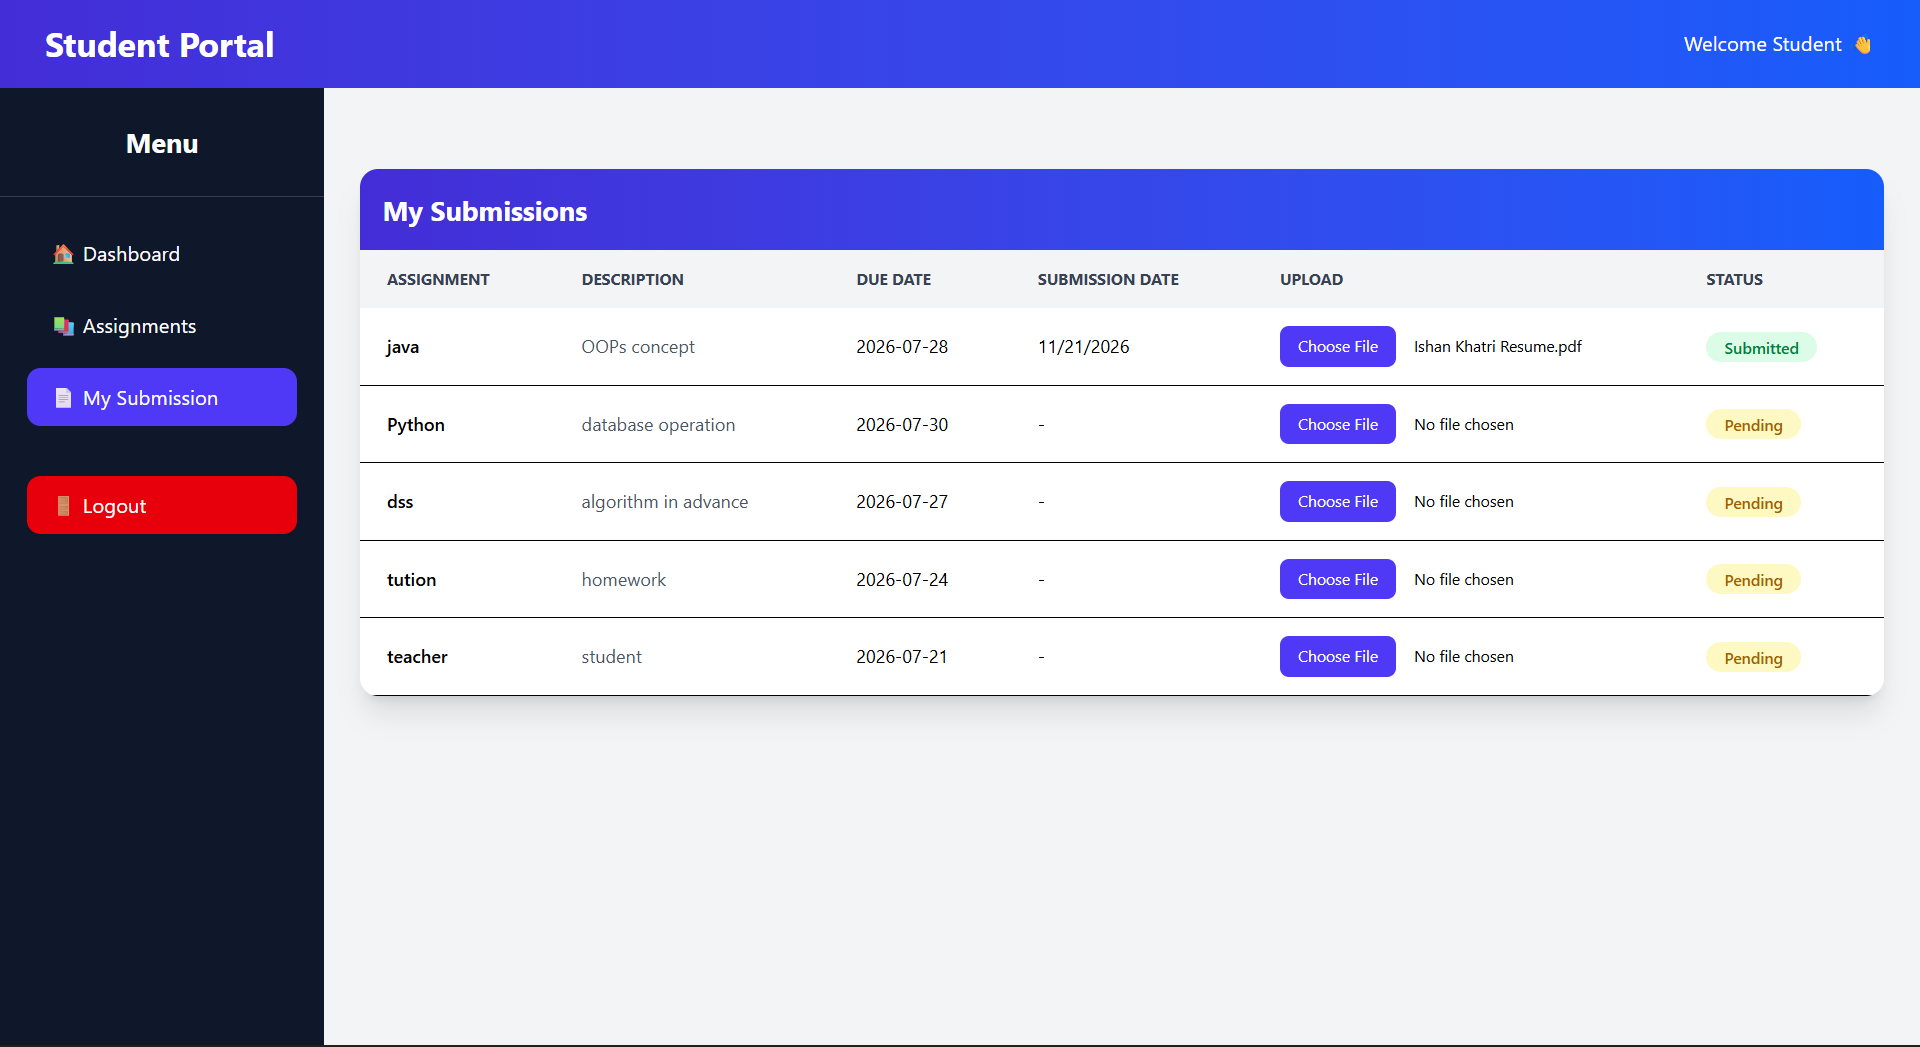 Student Portal
Welcome Student 👋
Menu
🏠 Dashboard
📚 Assignments
📄 My Submission
🚪 Logout
My Submissions
ASSIGNMENT DESCRIPTION DUE DATE SUBMISSION DATE UPLOAD STATUS
java OOPs concept 2026-07-28 11/21/2026 Choose File Ishan Khatri Resume.pdf Submitted
Python database operation 2026-07-30 - Choose File No file chosen Pending
dss algorithm in advance 2026-07-27 - Choose File No file chosen Pending
tution homework 2026-07-24 - Choose File No file chosen Pending
teacher student 2026-07-21 - Choose File No file chosen Pending